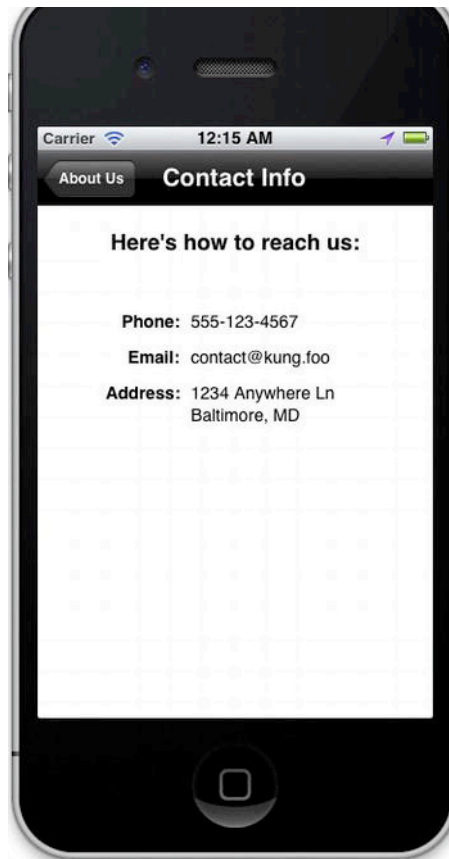 Carrier 12:15 AM
About Us Contact Info
Here's how to reach us:
Phone: 555-123-4567
Email: contact@kung.foo
Address: 1234 Anywhere Ln
Baltimore, MD